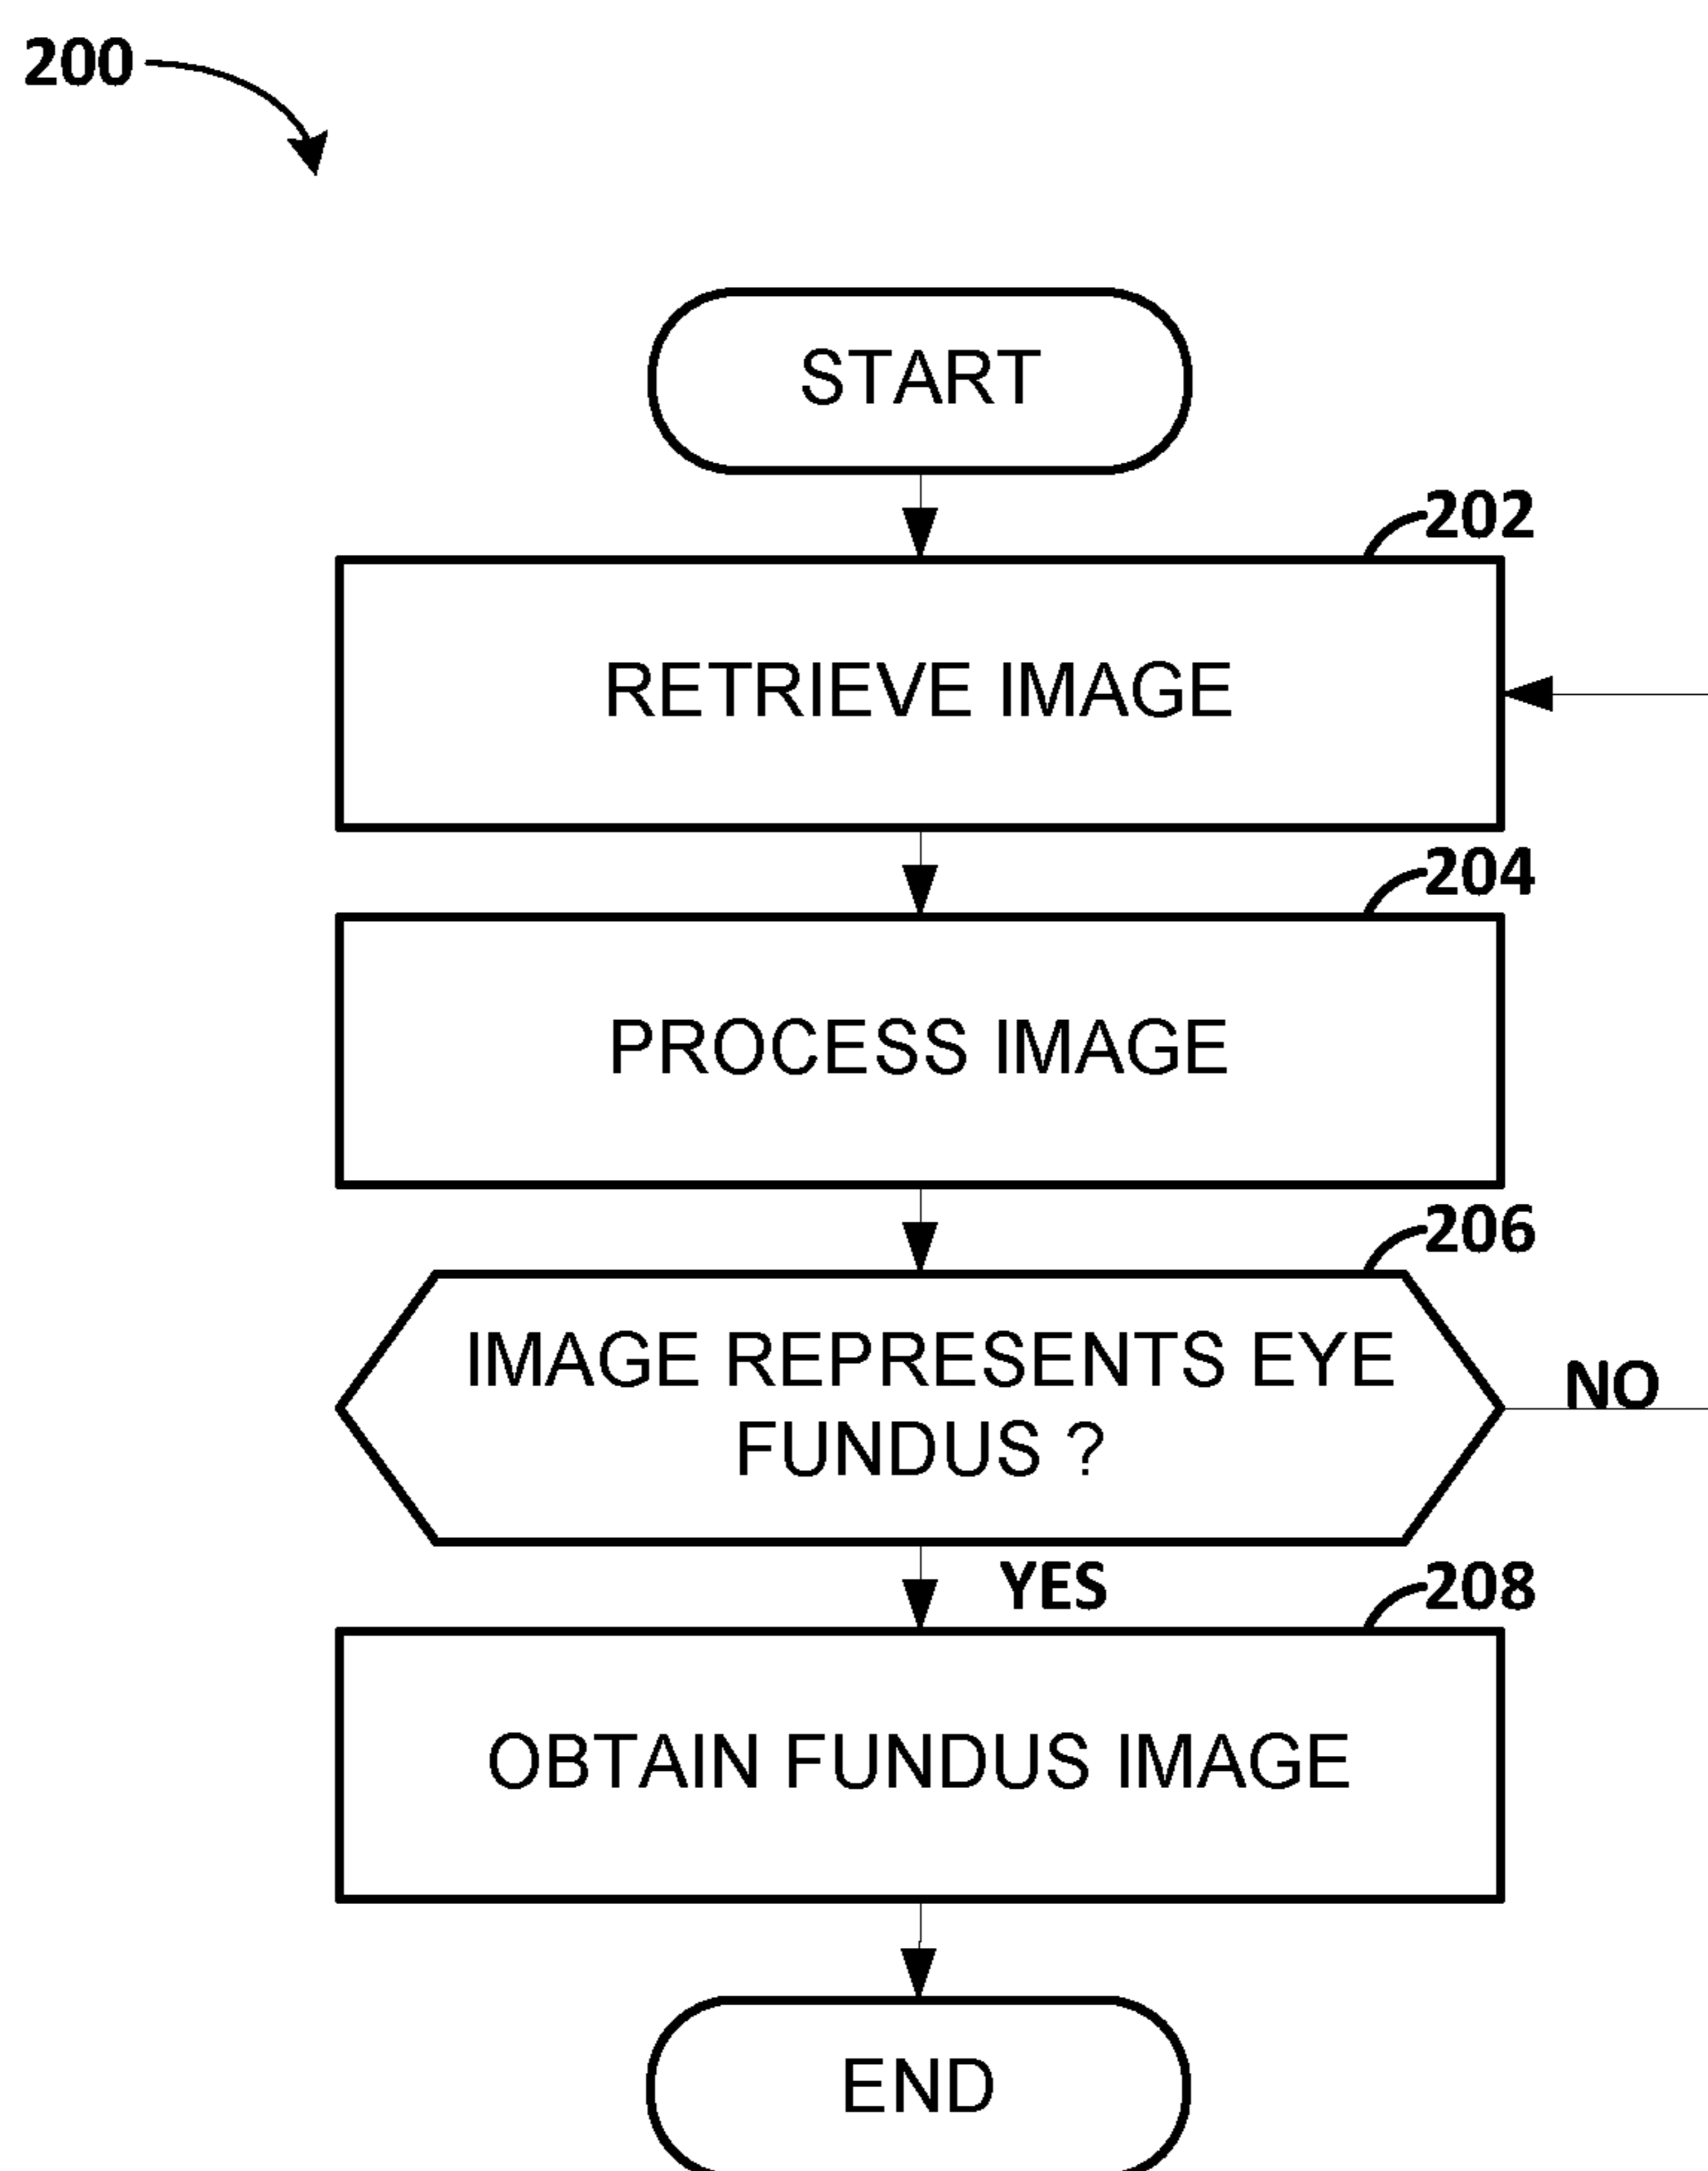 200
START
202
RETRIEVE IMAGE
204
PROCESS IMAGE
206
IMAGE REPRESENTS EYE
FUNDUS ?
NO
YES
208
OBTAIN FUNDUS IMAGE
END